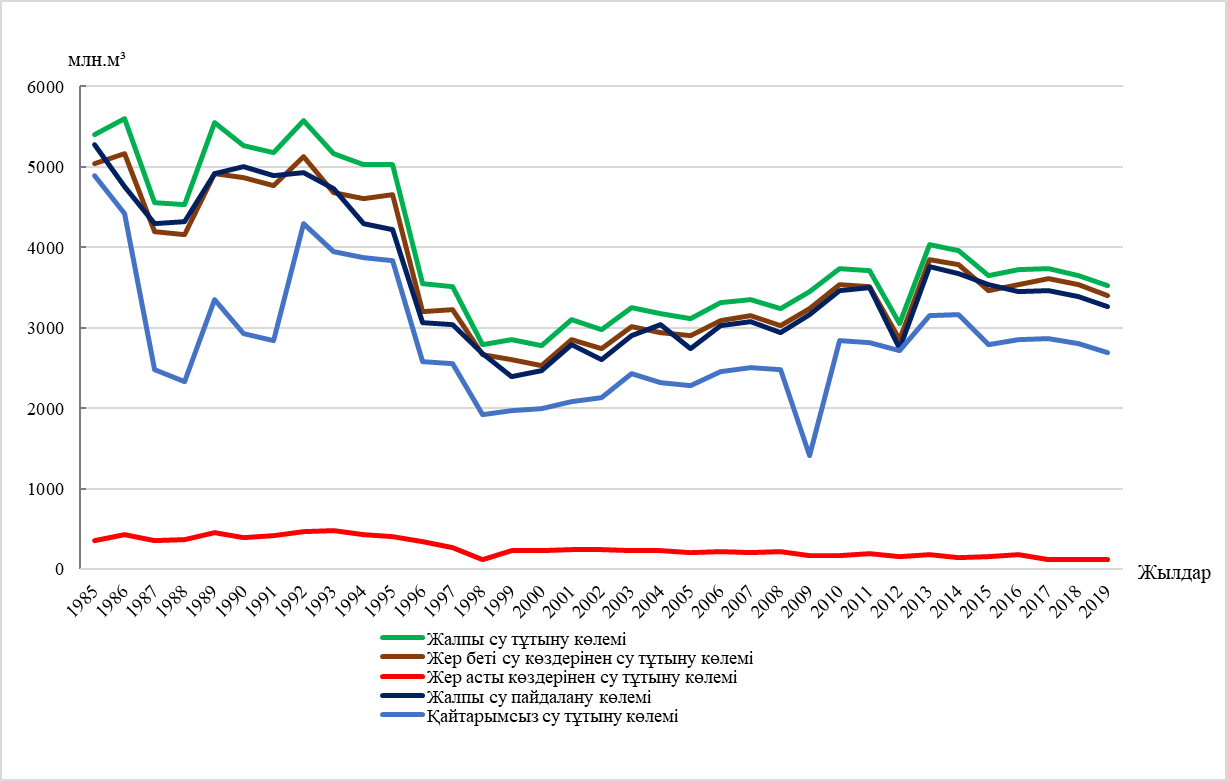 млн.м³
6000
5000
4000
3000
2000
1000
0
1985 1986 1987 1988 1989 1990 1991 1992 1993 1994 1995 1996 1997 1998 1999 2000 2001 2002 2003 2004 2005 2006 2007 2008 2009 2010 2011 2012 2013 2014 2015 2016 2017 2018 2019
Жылдар
Жалпы су тұтыну көлемі
Жер беті су көздерінен су тұтыну көлемі
Жер асты көздерінен су тұтыну көлемі
Жалпы су пайдалану көлемі
Қайтарымсыз су тұтыну көлемі